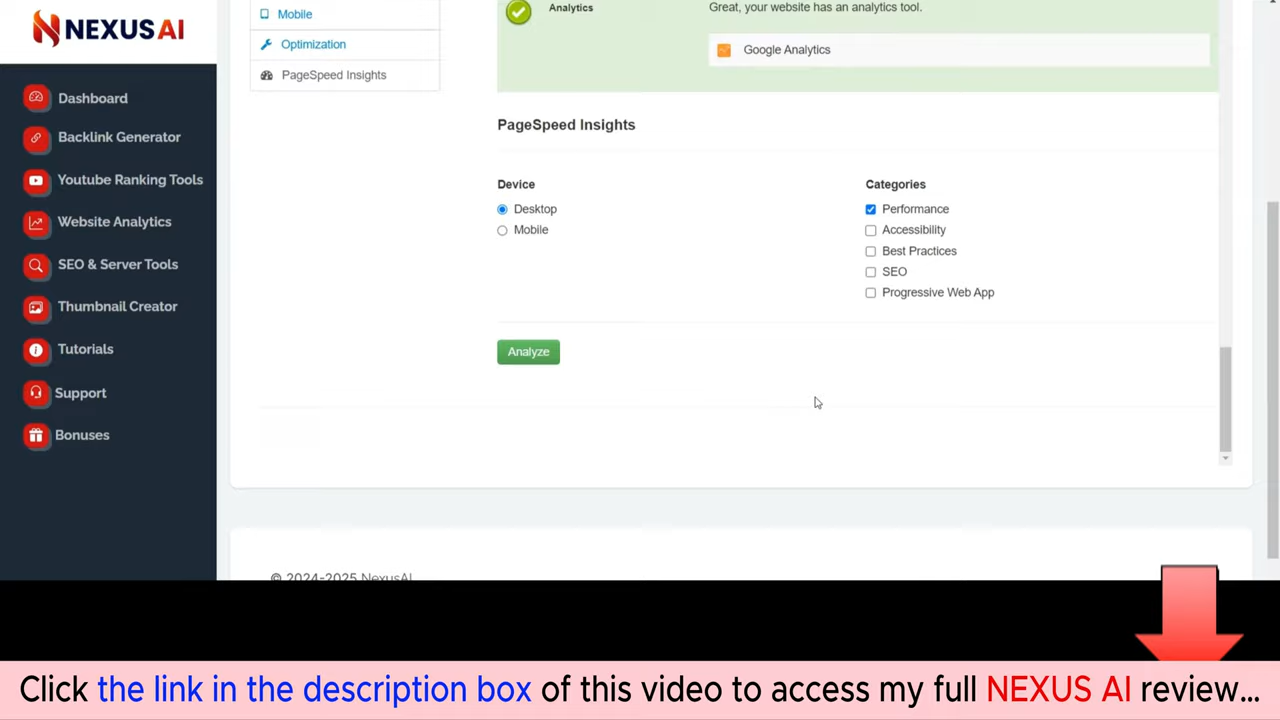 NEXUS AI
Dashboard
Backlink Generator
Youtube Ranking Tools
Website Analytics
SEO & Server Tools
Thumbnail Creator
Tutorials
Support
Bonuses
Mobile
Optimization
PageSpeed Insights
Analytics
Great, your website has an analytics tool.
Google Analytics
PageSpeed Insights
Device
Desktop
Mobile
Categories
Performance
Accessibility
Best Practices
SEO
Progressive Web App
Analyze
© 2024-2025 NexusAI
Click the link in the description box of this video to access my full NEXUS AI review...